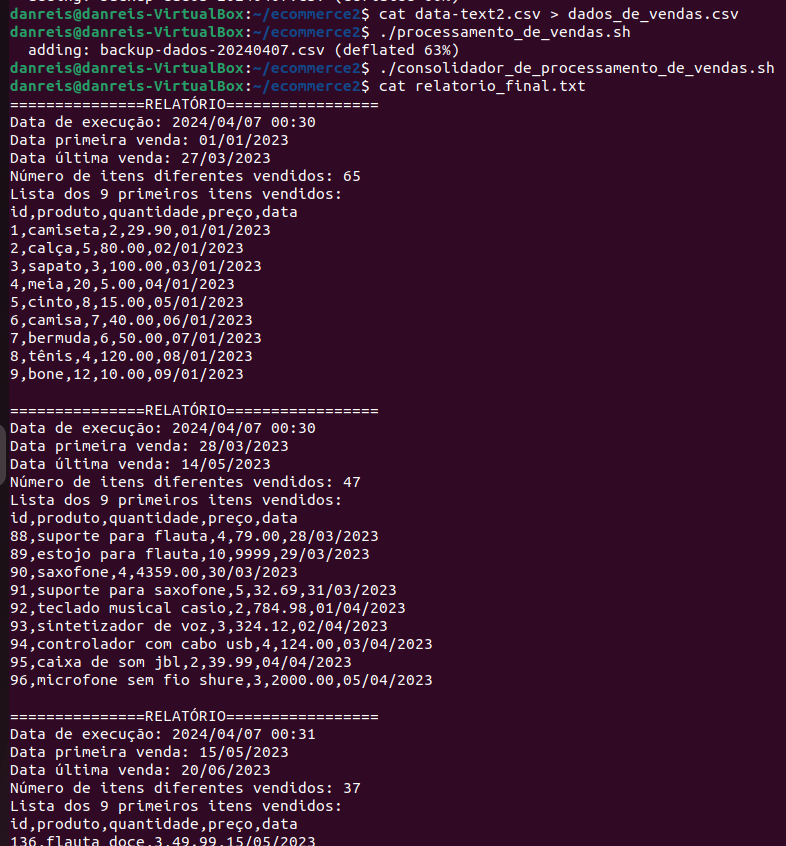 danreis@danreis-VirtualBox:~/ecommerce2$ cat data-text2.csv > dados_de_vendas.csv
danreis@danreis-VirtualBox:~/ecommerce2$ ./processamento_de_vendas.sh
  adding: backup-dados-20240407.csv (deflated 63%)
danreis@danreis-VirtualBox:~/ecommerce2$ ./consolidador_de_processamento_de_vendas.sh
danreis@danreis-VirtualBox:~/ecommerce2$ cat relatorio_final.txt
===============RELATÓRIO=================
Data de execução: 2024/04/07 00:30
Data primeira venda: 01/01/2023
Data última venda: 27/03/2023
Número de itens diferentes vendidos: 65
Lista dos 9 primeiros itens vendidos:
id,produto,quantidade,preço,data
1,camiseta,2,29.90,01/01/2023
2,calça,5,80.00,02/01/2023
3,sapato,3,100.00,03/01/2023
4,meia,20,5.00,04/01/2023
5,cinto,8,15.00,05/01/2023
6,camisa,7,40.00,06/01/2023
7,bermuda,6,50.00,07/01/2023
8,tênis,4,120.00,08/01/2023
9,bone,12,10.00,09/01/2023

===============RELATÓRIO=================
Data de execução: 2024/04/07 00:30
Data primeira venda: 28/03/2023
Data última venda: 14/05/2023
Número de itens diferentes vendidos: 47
Lista dos 9 primeiros itens vendidos:
id,produto,quantidade,preço,data
88,suporte para flauta,4,79.00,28/03/2023
89,estojo para flauta,10,9999,29/03/2023
90,saxofone,4,4359.00,30/03/2023
91,suporte para saxofone,5,32.69,31/03/2023
92,teclado musical casio,2,784.98,01/04/2023
93,sintetizador de voz,3,324.12,02/04/2023
94,controlador com cabo usb,4,124.00,03/04/2023
95,caixa de som jbl,2,39.99,04/04/2023
96,microfone sem fio shure,3,2000.00,05/04/2023

===============RELATÓRIO=================
Data de execução: 2024/04/07 00:31
Data primeira venda: 15/05/2023
Data última venda: 20/06/2023
Número de itens diferentes vendidos: 37
Lista dos 9 primeiros itens vendidos:
id,produto,quantidade,preço,data
136,flauta doce,3,49.99,15/05/2023